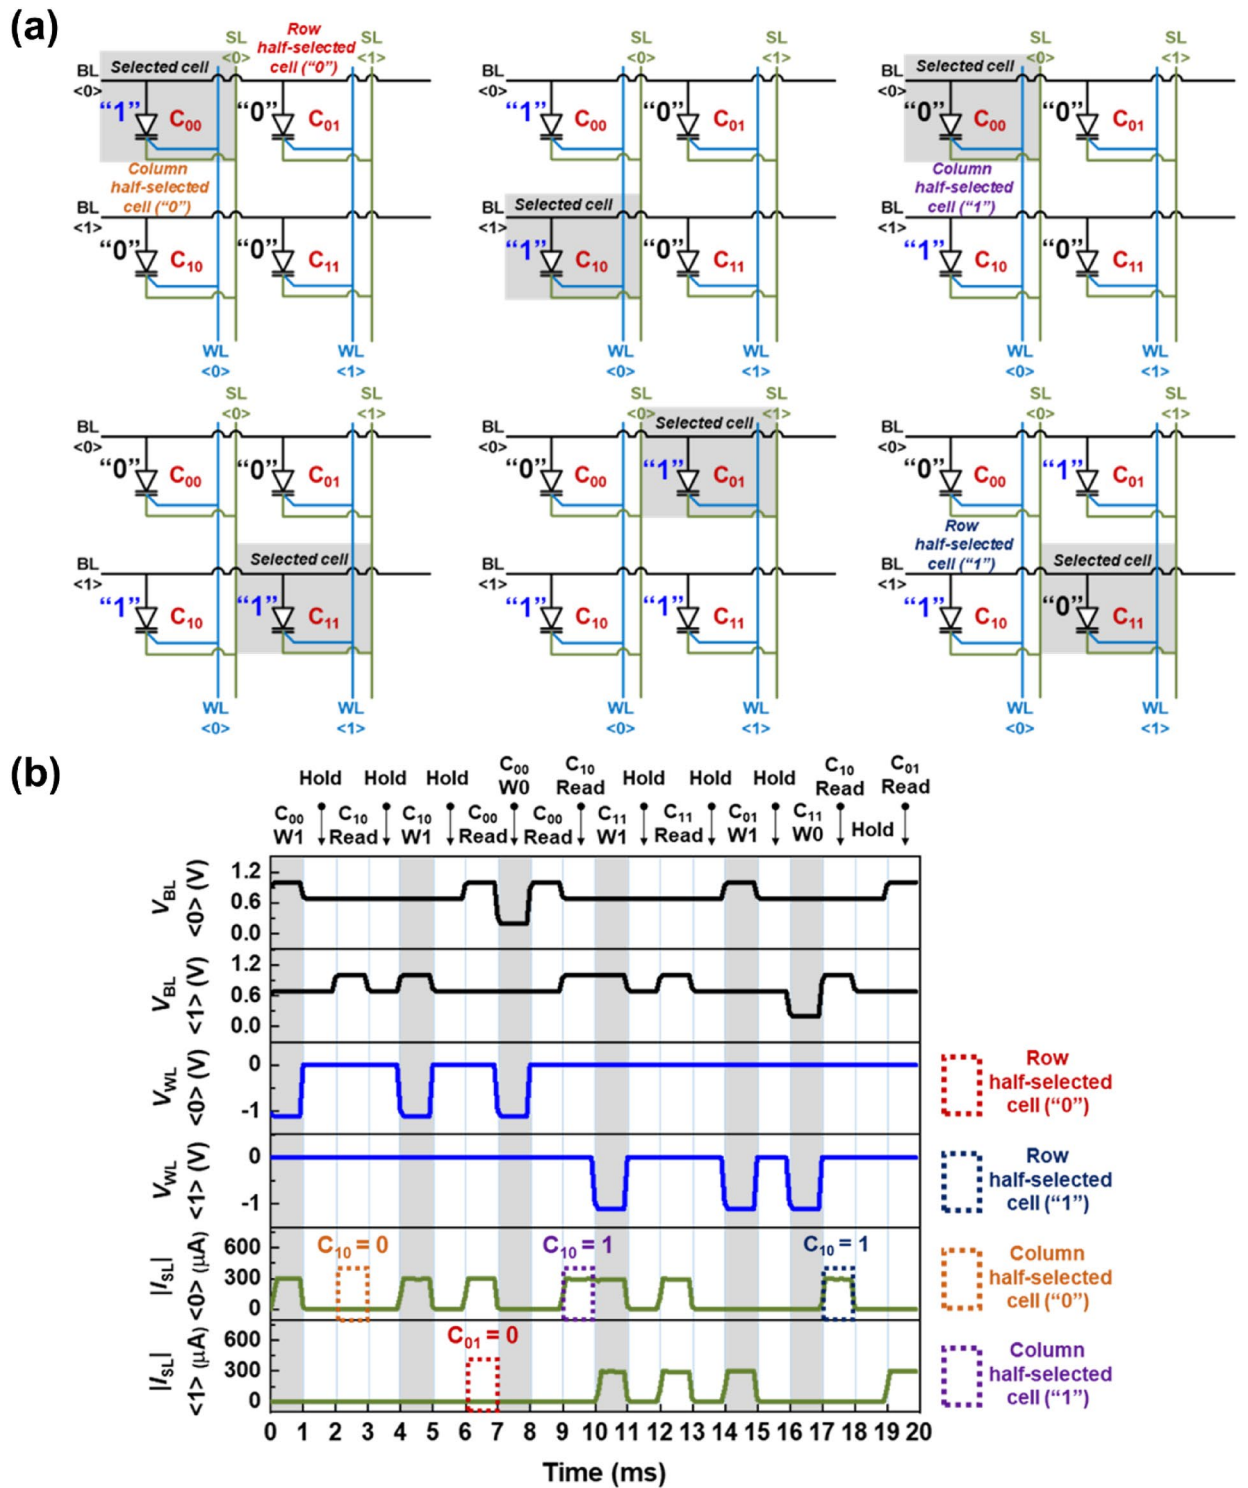 (a)
SL
<0>
Row
half-selected
cell (“0”)
SL
<1>
BL
<0>
Selected cell
“1”
C00
“0”
C01
Column
half-selected
cell (“0”)
BL
<1>
“0”
C10
“0”
C11
WL
<0>
WL
<1>
SL
<0>
SL
<1>
BL
<0>
“1”
C00
“0”
C01
BL
<1>
Selected cell
“1”
C10
“0”
C11
WL
<0>
WL
<1>
SL
<0>
SL
<1>
BL
<0>
Selected cell
“0”
C00
“0”
C01
Column
half-selected
cell (“1”)
BL
<1>
“1”
C10
“0”
C11
WL
<0>
WL
<1>
SL
<0>
SL
<1>
BL
<0>
“0”
C00
“0”
C01
BL
<1>
Selected cell
“1”
C10
“1”
C11
WL
<0>
WL
<1>
SL
<0>
SL
<1>
BL
<0>
Selected cell
“0”
C00
“1”
C01
BL
<1>
“1”
C10
“1”
C11
WL
<0>
WL
<1>
SL
<0>
SL
<1>
BL
<0>
“0”
C00
“1”
C01
Row
half-selected
cell (“1”)
BL
<1>
Selected cell
“1”
C10
“0”
C11
WL
<0>
WL
<1>
(b)
C00
W1
Hold
C10
Read
Hold
C10
W1
Hold
C00
Read
C00
W0
C00
Read
C10
Read
C11
W1
Hold
C11
Read
Hold
C01
W1
Hold
C11
W0
C10
Read
Hold
C01
Read
VBL
<0> (V)
1.2
0.6
0.0
VBL
<1> (V)
1.2
0.6
0.0
VWL
<0> (V)
0
-1
VWL
<1> (V)
0
-1
|ISL|
<0> (μA)
600
300
0
C10 = 0
C10 = 1
C10 = 1
|ISL|
<1> (μA)
600
300
0
C01 = 0
0 1 2 3 4 5 6 7 8 9 10 11 12 13 14 15 16 17 18 19 20
Time (ms)
Row
half-selected
cell (“0”)
Row
half-selected
cell (“1”)
Column
half-selected
cell (“0”)
Column
half-selected
cell (“1”)